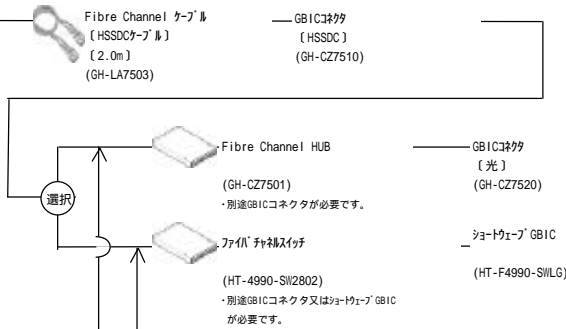 Fibre Channel ｹｰﾌﾞﾙ
〔HSSDCｹｰﾌﾞﾙ〕
〔2.0m〕
(GH-LA7503)
GBICｺﾈｸﾀ
〔HSSDC〕
(GH-CZ7510)
選択
Fibre Channel HUB
(GH-CZ7501)
・別途GBICコネクタが必要です。
GBICｺﾈｸﾀ
〔光〕
(GH-CZ7520)
ﾌｧｲﾊﾞﾁｬﾈﾙｽｲｯﾁ
(HT-4990-SW2802)
・別途GBICコネクタ又はｼｮｰﾄｳｪｰﾌﾞGBIC
が必要です。
ｼｮｰﾄｳｪｰﾌﾞGBIC
(HT-F4990-SWLG)